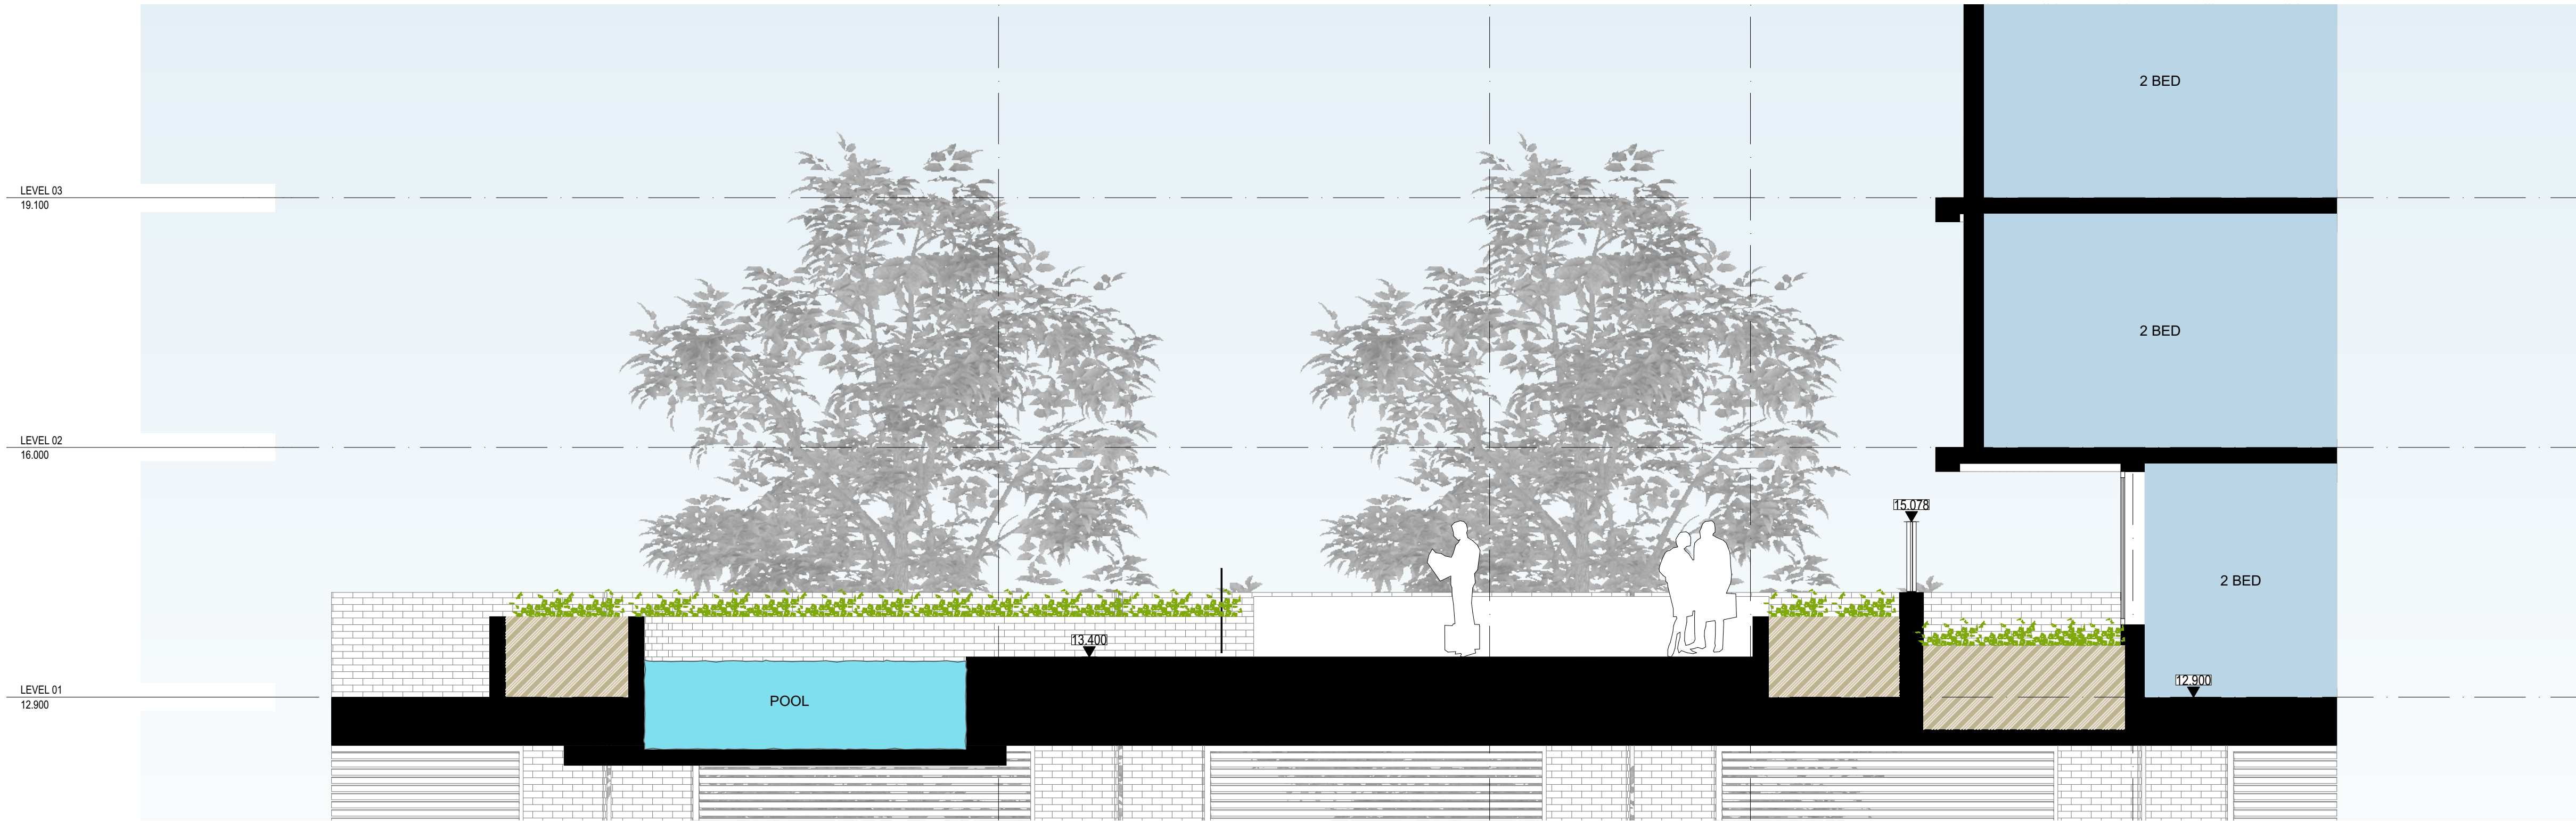 2 BED
LEVEL 03
19.100
2 BED
LEVEL 02
16.000
15.078
2 BED
13.400
LEVEL 01
12.900
POOL
12.900